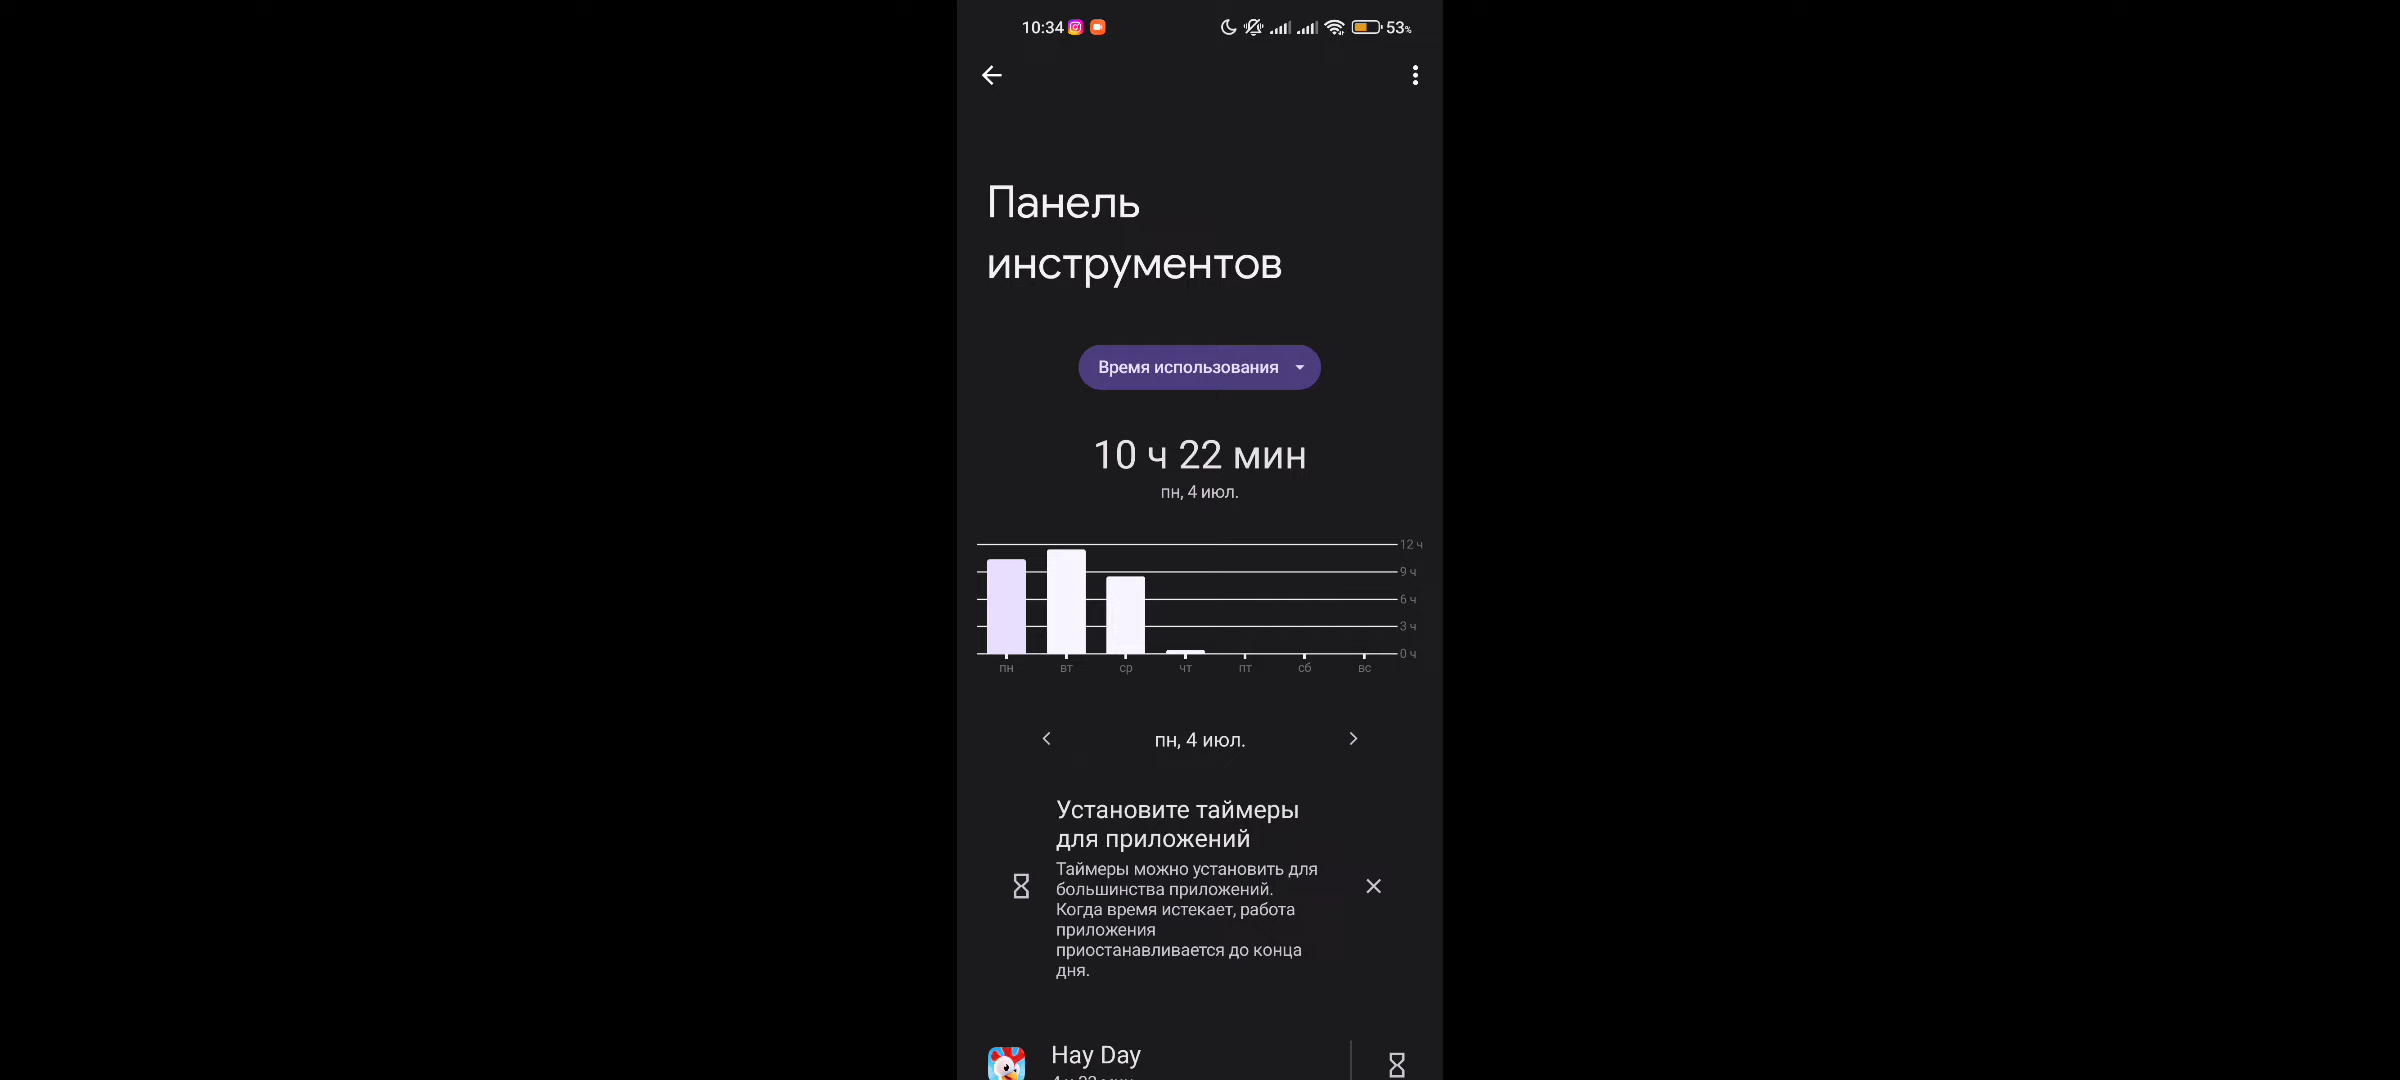 10:34 53%
Панель
инструментов
Время использования
10 ч 22 мин
пн, 4 июл.
12 ч
9 ч
6 ч
3 ч
0 ч
пн вт ср чт пт сб вс
пн, 4 июл.
Установите таймеры
для приложений
Таймеры можно установить для
большинства приложений.
Когда время истекает, работа
приложения
приостанавливается до конца
дня.
Hay Day